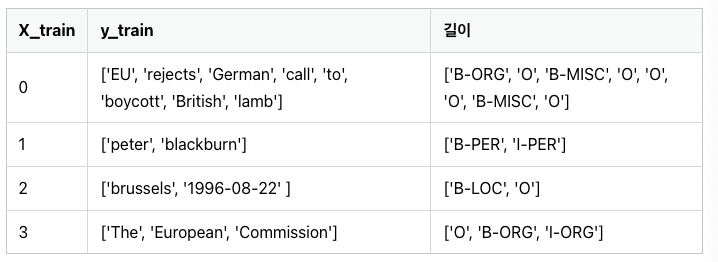 X_train y_train 길이
0 ['EU', 'rejects', 'German', 'call', 'to', ['B-ORG', 'O', 'B-MISC', 'O', 'O',
'boycott', 'British', 'lamb'] 'O', 'B-MISC', 'O']
1 ['peter', 'blackburn'] ['B-PER', 'I-PER']
2 ['brussels', '1996-08-22' ] ['B-LOC', 'O']
3 ['The', 'European', 'Commission'] ['O', 'B-ORG', 'I-ORG']